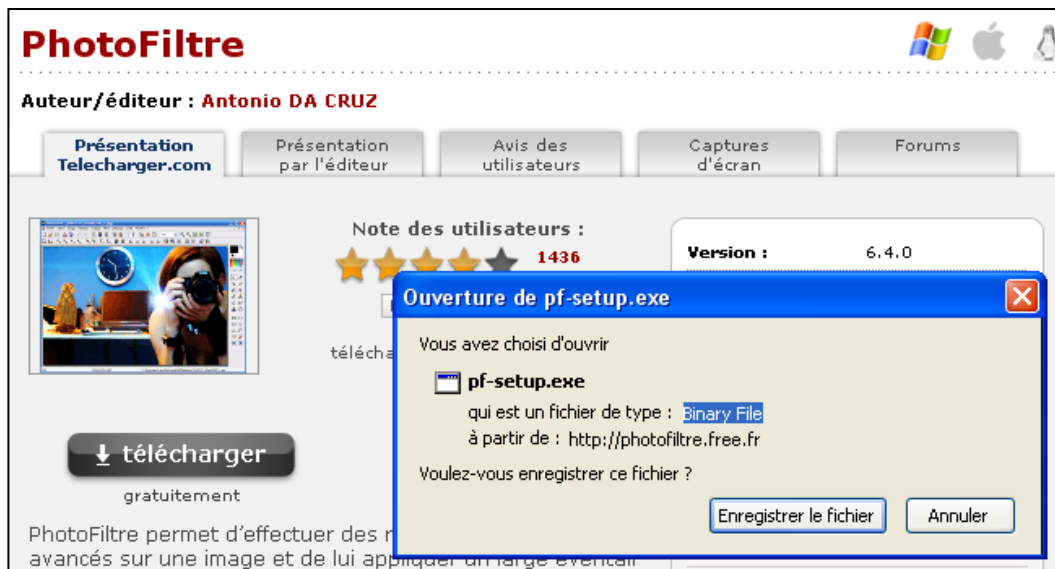 PhotoFiltre
Auteur/éditeur : Antonio DA CRUZ
Présentation
Telecharger.com
Présentation
par l'éditeur
Avis des
utilisateurs
Captures
d'écran
Forums
Note des utilisateurs :
1436
Version : 6.4.0
télécha
Ouverture de pf-setup.exe
Vous avez choisi d'ouvrir
pf-setup.exe
qui est un fichier de type : Binary File
à partir de : http://photofiltre.free.fr
Voulez-vous enregistrer ce fichier ?
Enregistrer le fichier
Annuler
télécharger
gratuitement
PhotoFiltre permet d'effectuer des r
avancés sur une image et de lui appliquer un large éventail